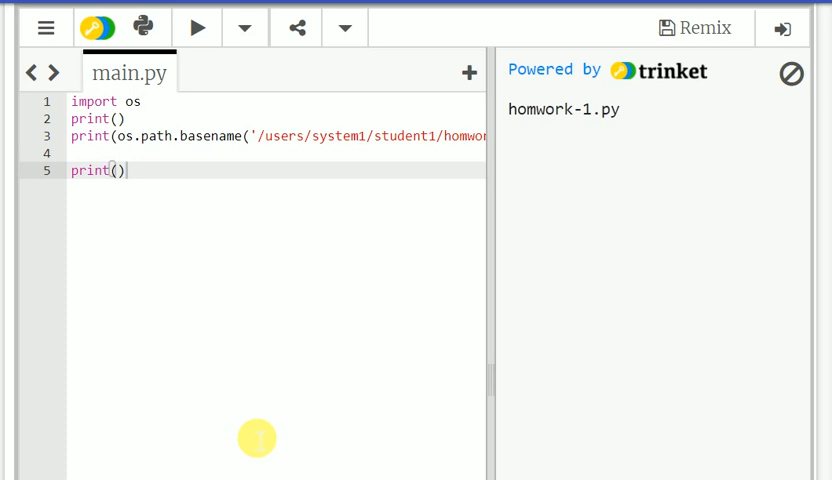 Remix
main.py
1 import os
2 print()
3 print(os.path.basename('/users/system1/student1/homwor
4
5 print()
Powered by trinket
homwork-1.py